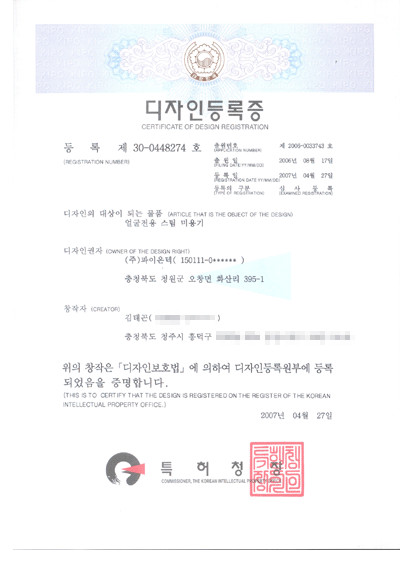 디자인등록증
CERTIFICATE OF DESIGN REGISTRATION
등 록 제 30-0448274 호
(REGISTRATION NUMBER)
출원번호 제 2006-0033743 호
(APPLICATION NUMBER)
출 원 일 2006년 08월 17일
(FILING DATE:YY/MM/DD)
등 록 일 2007년 04월 27일
(REGISTRATION DATE:YY/MM/DD)
등록의 구분 심 사 등 록
(TYPE OF REGISTRATION) (EXAMINED REGISTRATION)
디자인의 대상이 되는 물품 (ARTICLE THAT IS THE OBJECT OF THE DESIGN)
얼굴전용 스팀 미용기
디자인권자 (OWNER OF THE DESIGN RIGHT)
(주)파이온텍( 150111-0****** )
충청북도 청원군 오창면 화산리 395-1
창작자 (CREATOR)
김태곤(
충청북도 청주시 흥덕구
위의 창작은 「디자인보호법」에 의하여 디자인등록원부에 등록
되었음을 증명합니다.
(THIS IS TO CERTIFY THAT THE DESIGN IS REGISTERED ON THE REGISTER OF THE KOREAN
INTELLECTUAL PROPERTY OFFICE.)
2007년 04월 27일
특 허 청 장
COMMISSIONER, THE KOREAN INTELLECTUAL PROPERTY OFFICE